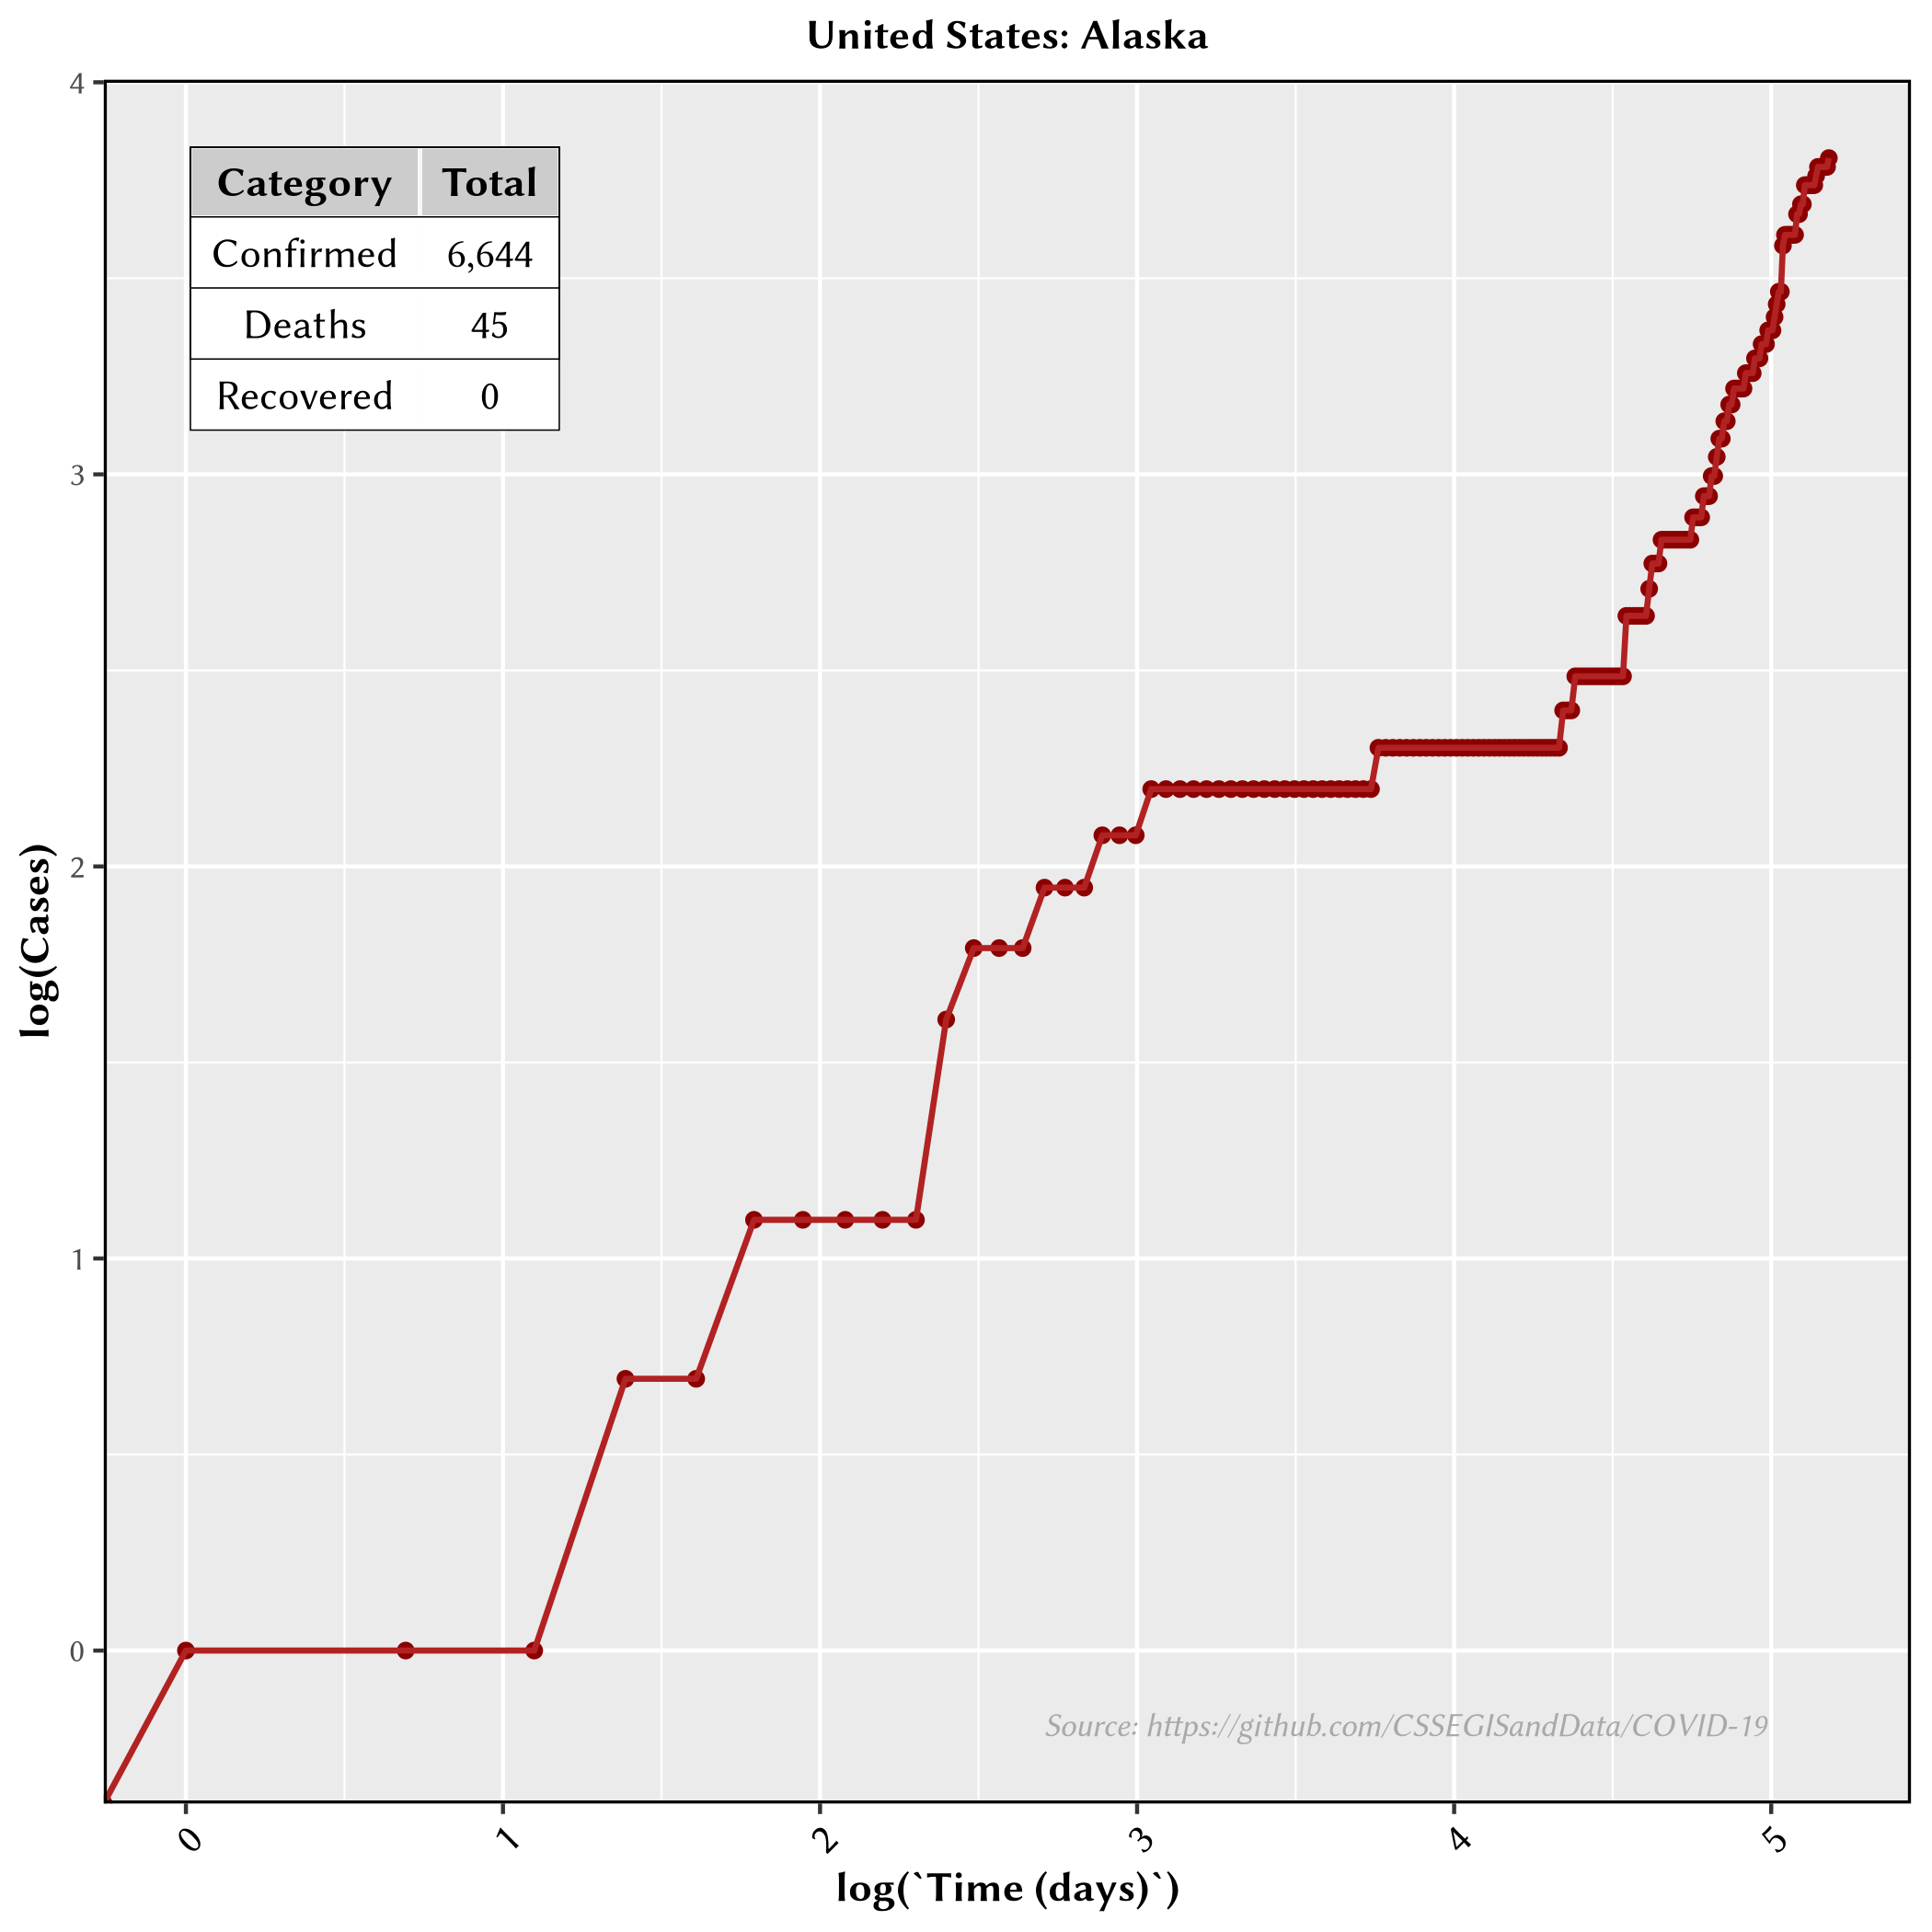 United States: Alaska
4
Category Total
Confirmed 6,644
Deaths 45
Recovered 0
3
2
1
0
log(Cases)
Source: https://github.com/CSSEGISandData/COVID-19
0 1 2 3 4 5
log(`Time (days)`)